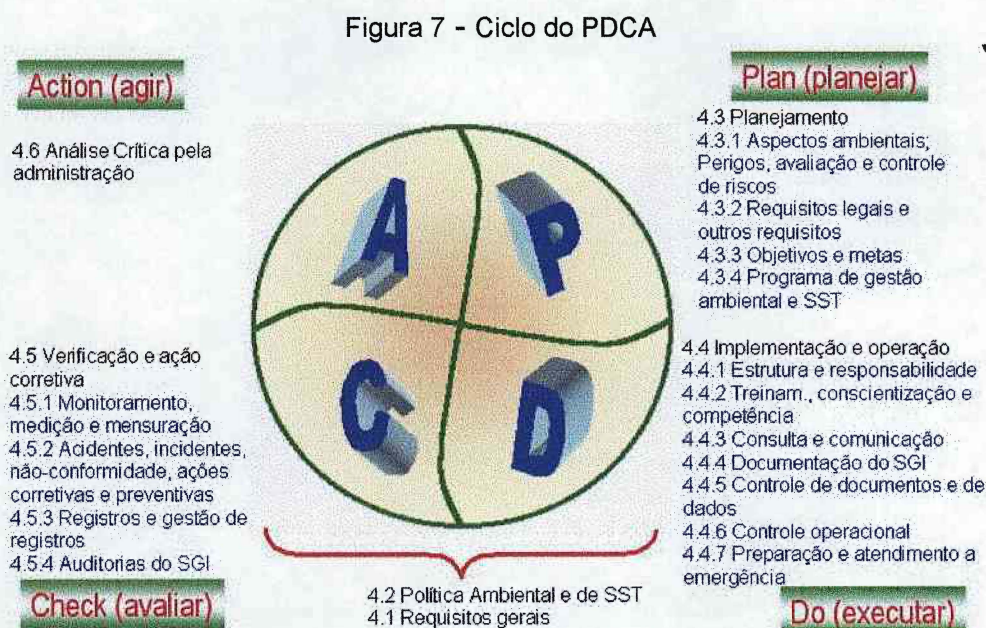 Figura 7 - Ciclo do PDCA
Action (agir)
4.6 Análise Crítica pela
administração
Plan (planejar)
4.3 Planejamento
4.3.1 Aspectos ambientais;
Perigos, avaliação e controle
de riscos
4.3.2 Requisitos legais e
outros requisitos
4.3.3 Objetivos e metas
4.3.4 Programa de gestão
ambiental e SST
A
P
C
D
4.5 Verificação e ação
corretiva
4.5.1 Monitoramento,
medição e mensuração
4.5.2 Acidentes, incidentes,
não-conformidade, ações
corretivas e preventivas
4.5.3 Registros e gestão de
registros
4.5.4 Auditorias do SGI
Check (avaliar)
4.4 Implementação e operação
4.4.1 Estrutura e responsabilidade
4.4.2 Treinam., conscientização e
competência
4.4.3 Consulta e comunicação
4.4.4 Documentação do SGI
4.4.5 Controle de documentos e de
dados
4.4.6 Controle operacional
4.4.7 Preparação e atendimento a
emergência
Do (executar)
4.2 Política Ambiental e de SST
4.1 Requisitos gerais